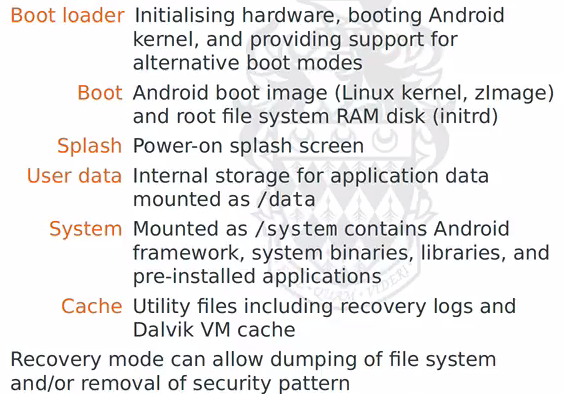 Boot loader Initialising hardware, booting Android
kernel, and providing support for
alternative boot modes
Boot Android boot image (Linux kernel, zImage)
and root file system RAM disk (initrd)
Splash Power-on splash screen
User data Internal storage for application data
mounted as /data
System Mounted as /system contains Android
framework, system binaries, libraries, and
pre-installed applications
Cache Utility files including recovery logs and
Dalvik VM cache
Recovery mode can allow dumping of file system
and/or removal of security pattern